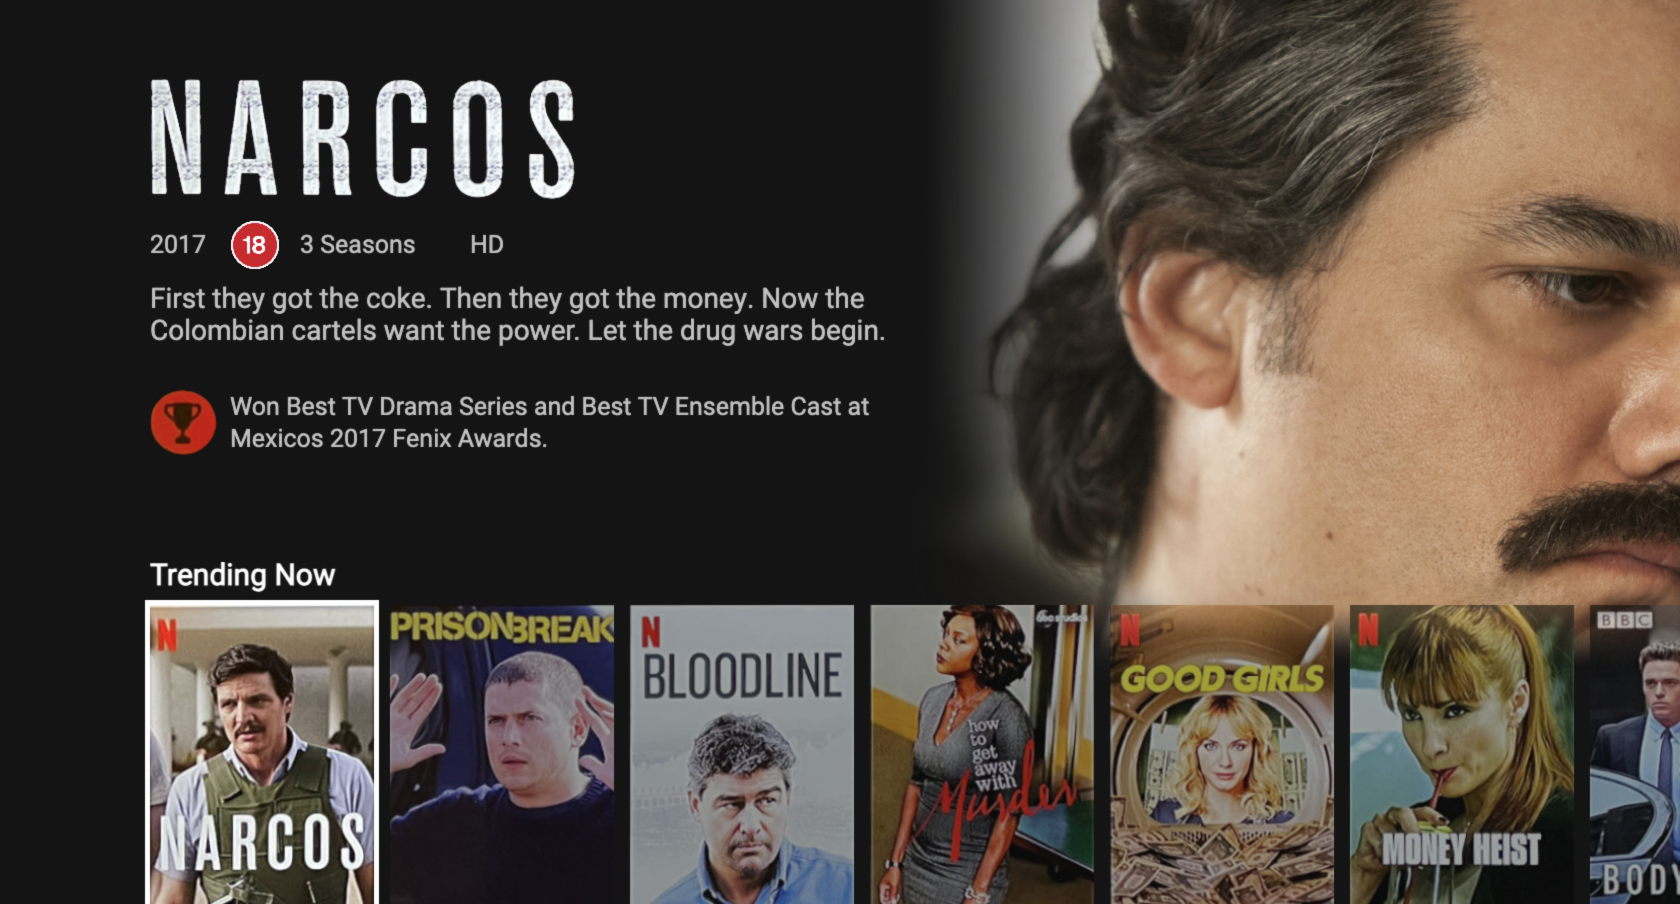 NARCOS
2017 18 3 Seasons HD
First they got the coke. Then they got the money. Now the
Colombian cartels want the power. Let the drug wars begin.
Won Best TV Drama Series and Best TV Ensemble Cast at
Mexicos 2017 Fenix Awards.
Trending Now
N
NARCOS
PRISON BREAK
N
BLOODLINE
abc studios
how
to
get
away
with
Murder
N
GOOD GIRLS
N
MONEY HEIST
BBC
BODY